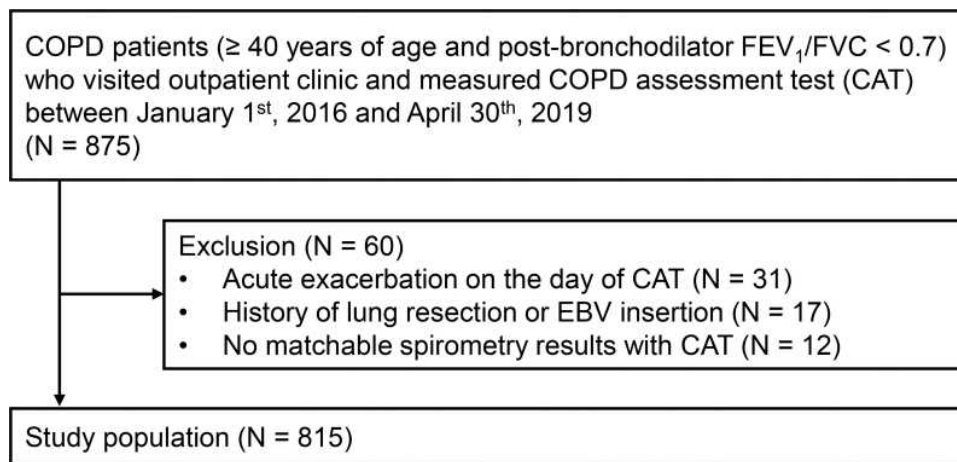 COPD patients (≥ 40 years of age and post-bronchodilator FEV₁/FVC < 0.7)
who visited outpatient clinic and measured COPD assessment test (CAT)
between January 1ˢᵗ, 2016 and April 30ᵗʰ, 2019
(N = 875)
Exclusion (N = 60)
• Acute exacerbation on the day of CAT (N = 31)
• History of lung resection or EBV insertion (N = 17)
• No matchable spirometry results with CAT (N = 12)
Study population (N = 815)